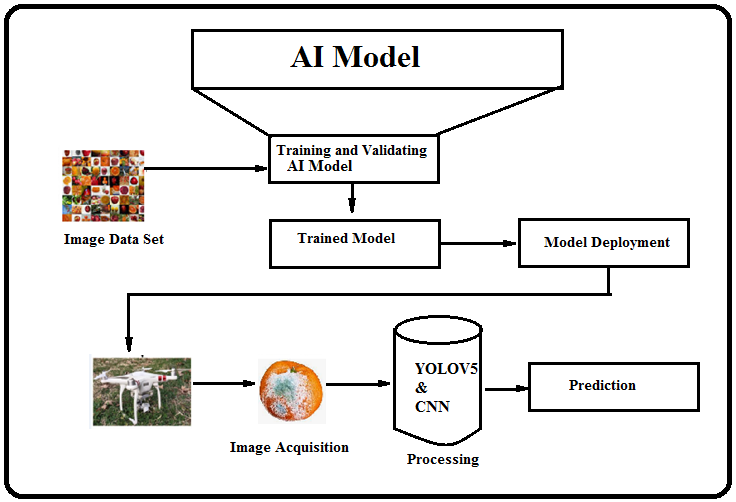 AI Model
Training and Validating
AI Model
Image Data Set
Trained Model
Model Deployment
YOLOV5
&
CNN
Prediction
Image Acquisition
Processing